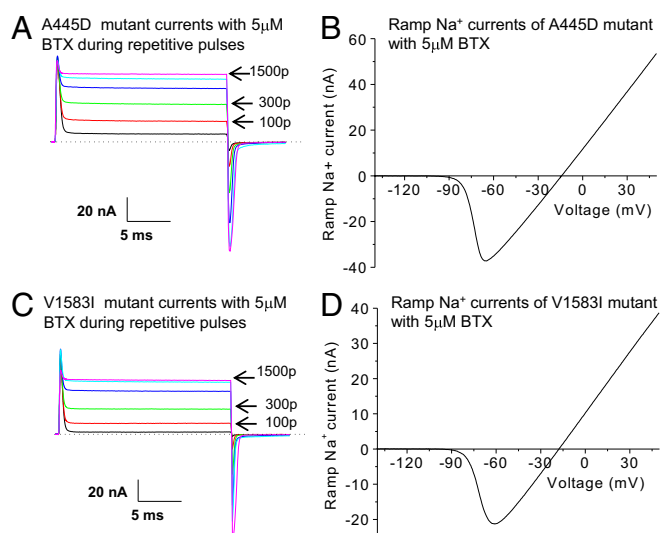 A
A445D mutant currents with 5μM
BTX during repetitive pulses
1500p
300p
100p
20 nA
5 ms
B
Ramp Na⁺ currents of A445D mutant
with 5μM BTX
Ramp Na+ current (nA)
60
40
20
0
-20
-40
-120 -90 -60 -30 0 30
Voltage (mV)
C
V1583I mutant currents with 5μM
BTX during repetitive pulses
1500p
300p
100p
20 nA
5 ms
D
Ramp Na⁺ currents of V1583I mutant
with 5μM BTX
Ramp Na⁺ current (nA)
40
30
20
10
0
-10
-20
-120 -90 -60 -30 0 30
Voltage (mV)